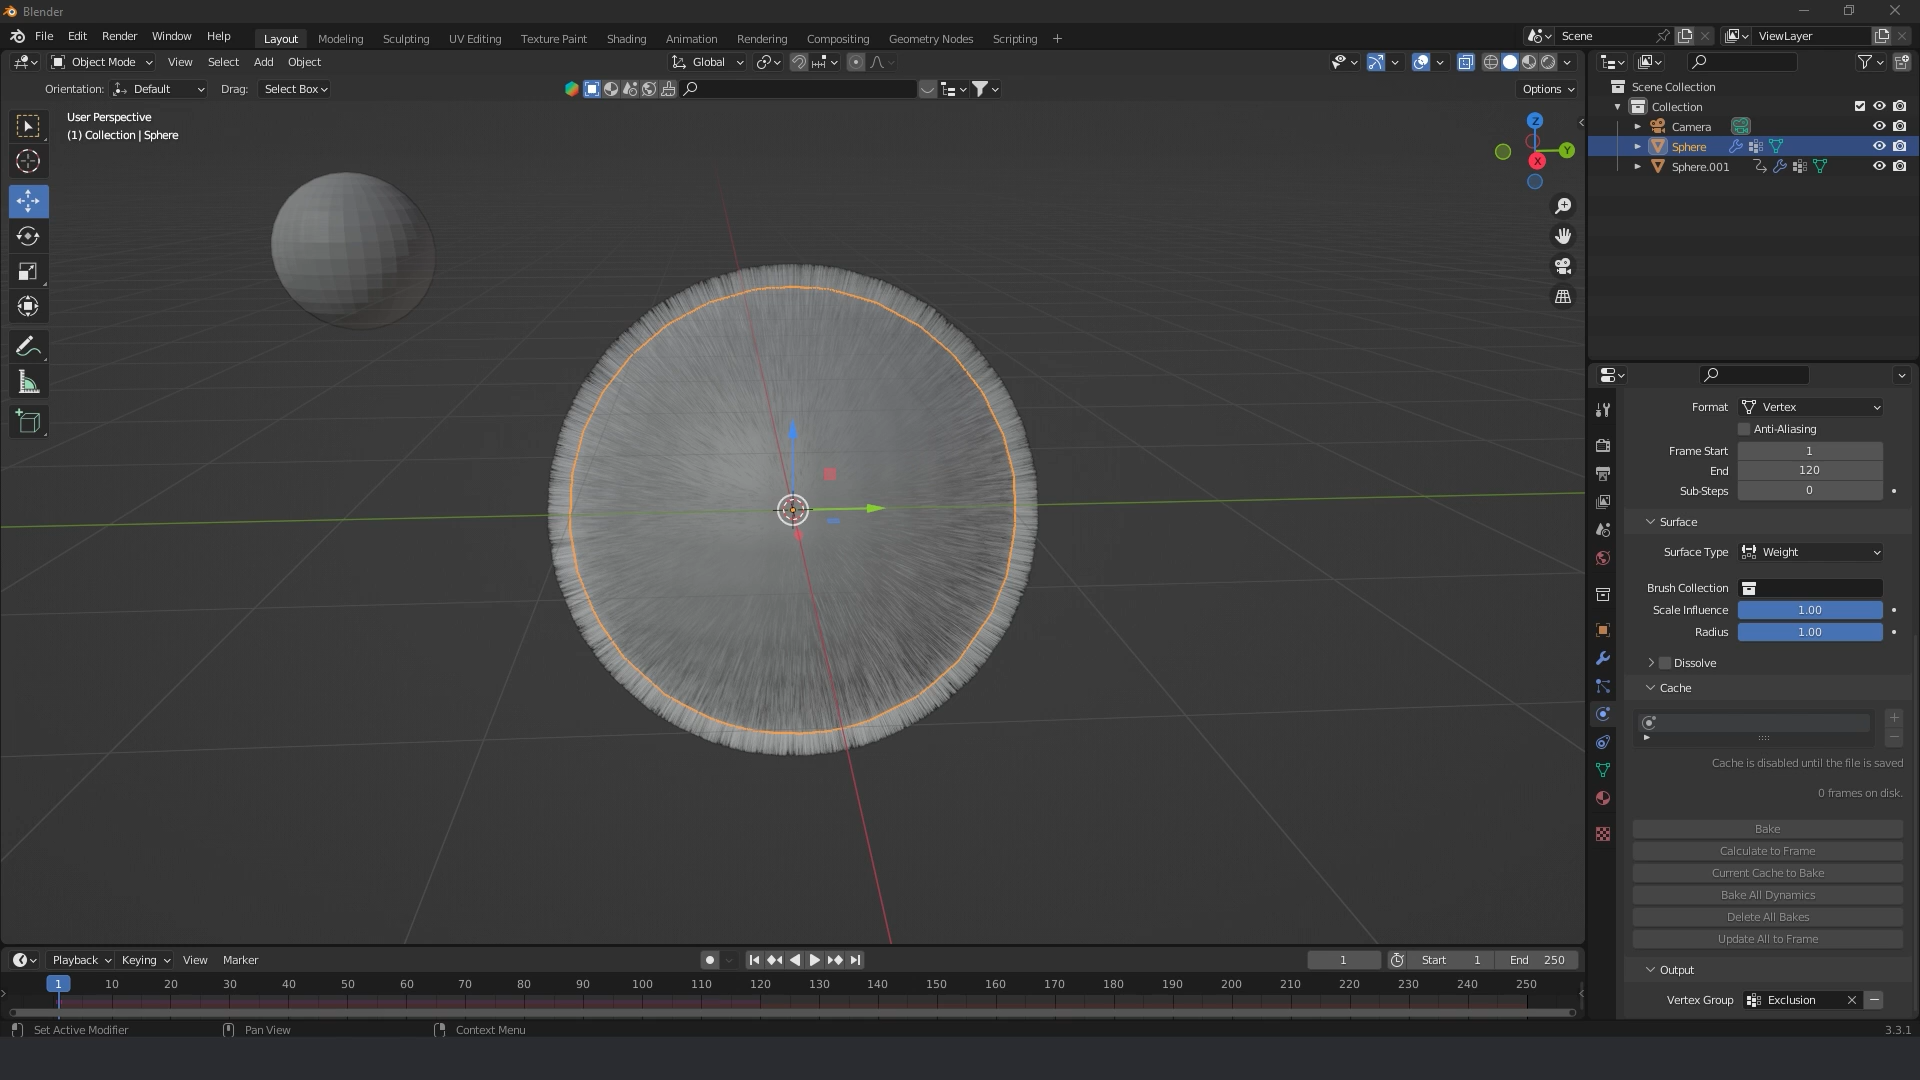 Blender
File Edit Render Window Help Layout Modeling Sculpting UV Editing Texture Paint Shading Animation Rendering Compositing Geometry Nodes Scripting + Scene ViewLayer
Object Mode View Select Add Object Global
Orientation: Default Drag: Select Box Options
User Perspective
(1) Collection | Sphere
Z
Y
X
Scene Collection
Collection
Camera
Sphere
Sphere.001
Format Vertex
Anti-Aliasing
Frame Start 1
End 120
Sub-Steps 0
Surface
Surface Type Weight
Brush Collection
Scale Influence 1.00
Radius 1.00
Dissolve
Cache
Cache is disabled until the file is saved
0 frames on disk.
Bake
Calculate to Frame
Current Cache to Bake
Bake All Dynamics
Delete All Bakes
Update All to Frame
Output
Vertex Group Exclusion
Playback Keying View Marker 1 Start 1 End 250
1 10 20 30 40 50 60 70 80 90 100 110 120 130 140 150 160 170 180 190 200 210 220 230 240 250
Set Active Modifier Pan View Context Menu 3.3.1